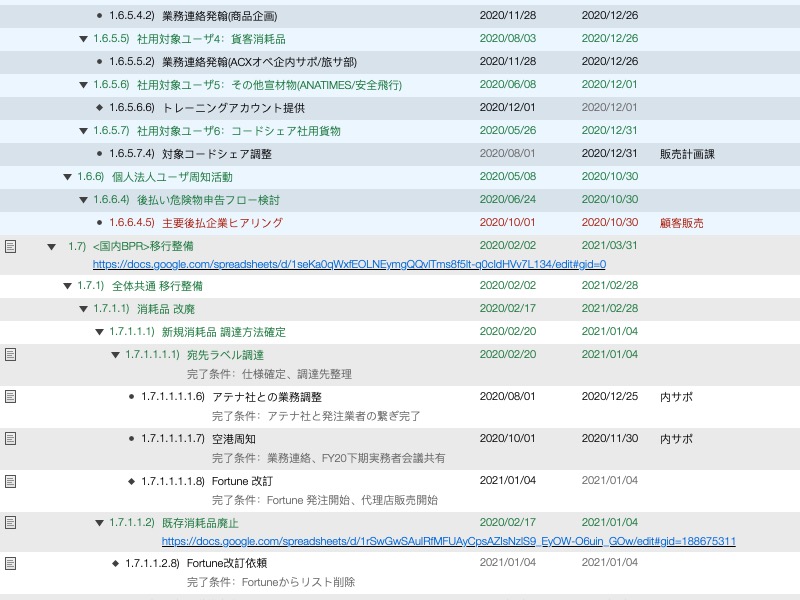 1.6.5.4.2) 業務連絡発翰(商品企画) 2020/11/28 2020/12/26
1.6.5.5) 社用対象ユーザ4：貨客消耗品 2020/08/03 2020/12/26
1.6.5.5.2) 業務連絡発翰(ACXオペ企内サポ/旅サ部) 2020/11/28 2020/12/26
1.6.5.6) 社用対象ユーザ5：その他宣材物(ANATIMES/安全飛行) 2020/06/08 2020/12/01
1.6.5.6.6) トレーニングアカウント提供 2020/12/01 2020/12/01
1.6.5.7) 社用対象ユーザ6：コードシェア社用貨物 2020/05/26 2020/12/31
1.6.5.7.4) 対象コードシェア調整 2020/08/01 2020/12/31 販売計画課
1.6.6) 個人法人ユーザ周知活動 2020/05/08 2020/10/30
1.6.6.4) 後払い危険物申告フロー検討 2020/06/24 2020/10/30
1.6.6.4.5) 主要後払企業ヒアリング 2020/10/01 2020/10/30 顧客販売
1.7) <国内BPR>移行整備 2020/02/02 2021/03/31
https://docs.google.com/spreadsheets/d/1seKa0qWxfEOLNEymgQQvlTms8f5lt-q0cIdHVv7L134/edit#gid=0
1.7.1) 全体共通 移行整備 2020/02/02 2021/02/28
1.7.1.1) 消耗品 改廃 2020/02/17 2021/02/28
1.7.1.1.1) 新規消耗品 調達方法確定 2020/02/20 2021/01/04
1.7.1.1.1.1) 宛先ラベル調達 2020/02/20 2021/01/04
完了条件：仕様確定、調達先整理
1.7.1.1.1.1.6) アテナ社との業務調整 2020/08/01 2020/12/25 内サポ
完了条件：アテナ社と発注業者の繋ぎ完了
1.7.1.1.1.1.7) 空港周知 2020/10/01 2020/11/30 内サポ
完了条件：業務連絡、FY20下期実務者会議共有
1.7.1.1.1.1.8) Fortune 改訂 2021/01/04 2021/01/04
完了条件：Fortune 発注開始、代理店販売開始
1.7.1.1.2) 既存消耗品廃止 2020/02/17 2021/01/04
https://docs.google.com/spreadsheets/d/1rSwGwSAuIRfMFUAyCpsAZIsNzlS9_EyOW-O6uin_GOw/edit#gid=188675311
1.7.1.1.2.8) Fortune改訂依頼 2021/01/04 2021/01/04
完了条件：Fortuneからリスト削除